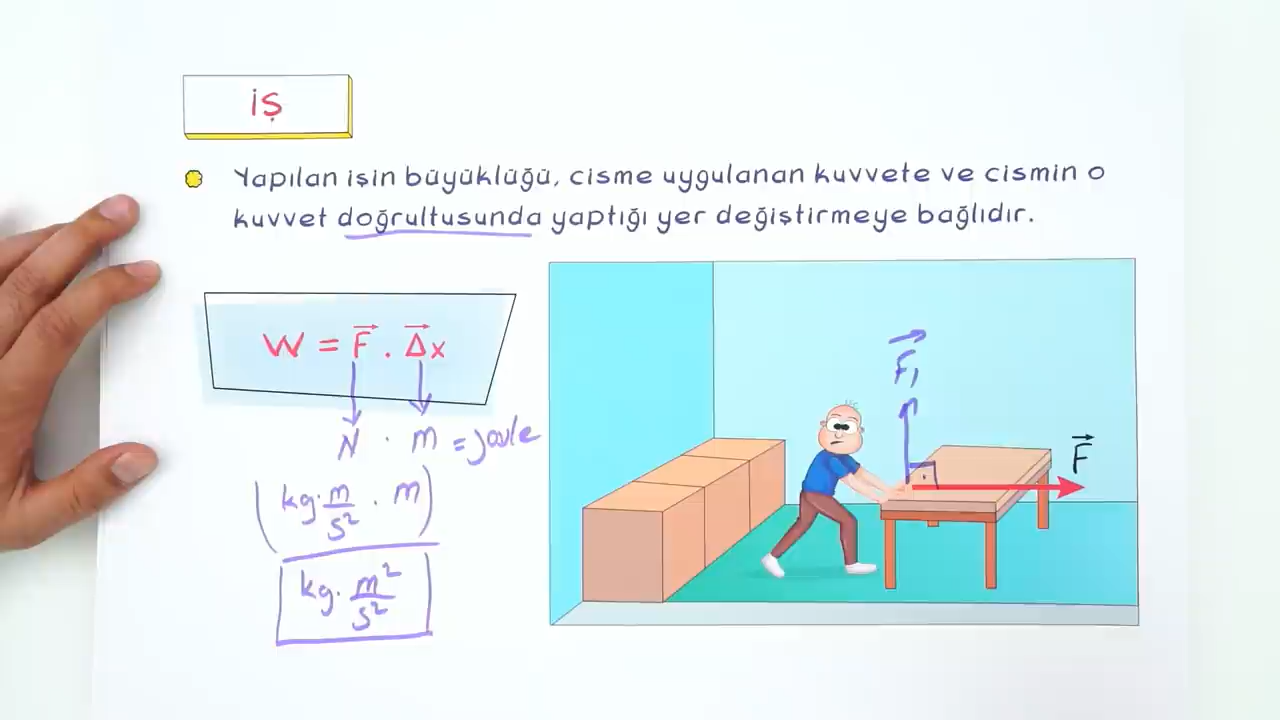 İŞ
Yapılan işin büyüklüğü, cisme uygulanan kuvvete ve cismin o
kuvvet doğrultusunda yaptığı yer değiştirmeye bağlıdır.
W = F⃗ . Δ⃗x
N . m = joule
(kg. m/s² . m)
kg. m²/s²
F⃗₁
F⃗